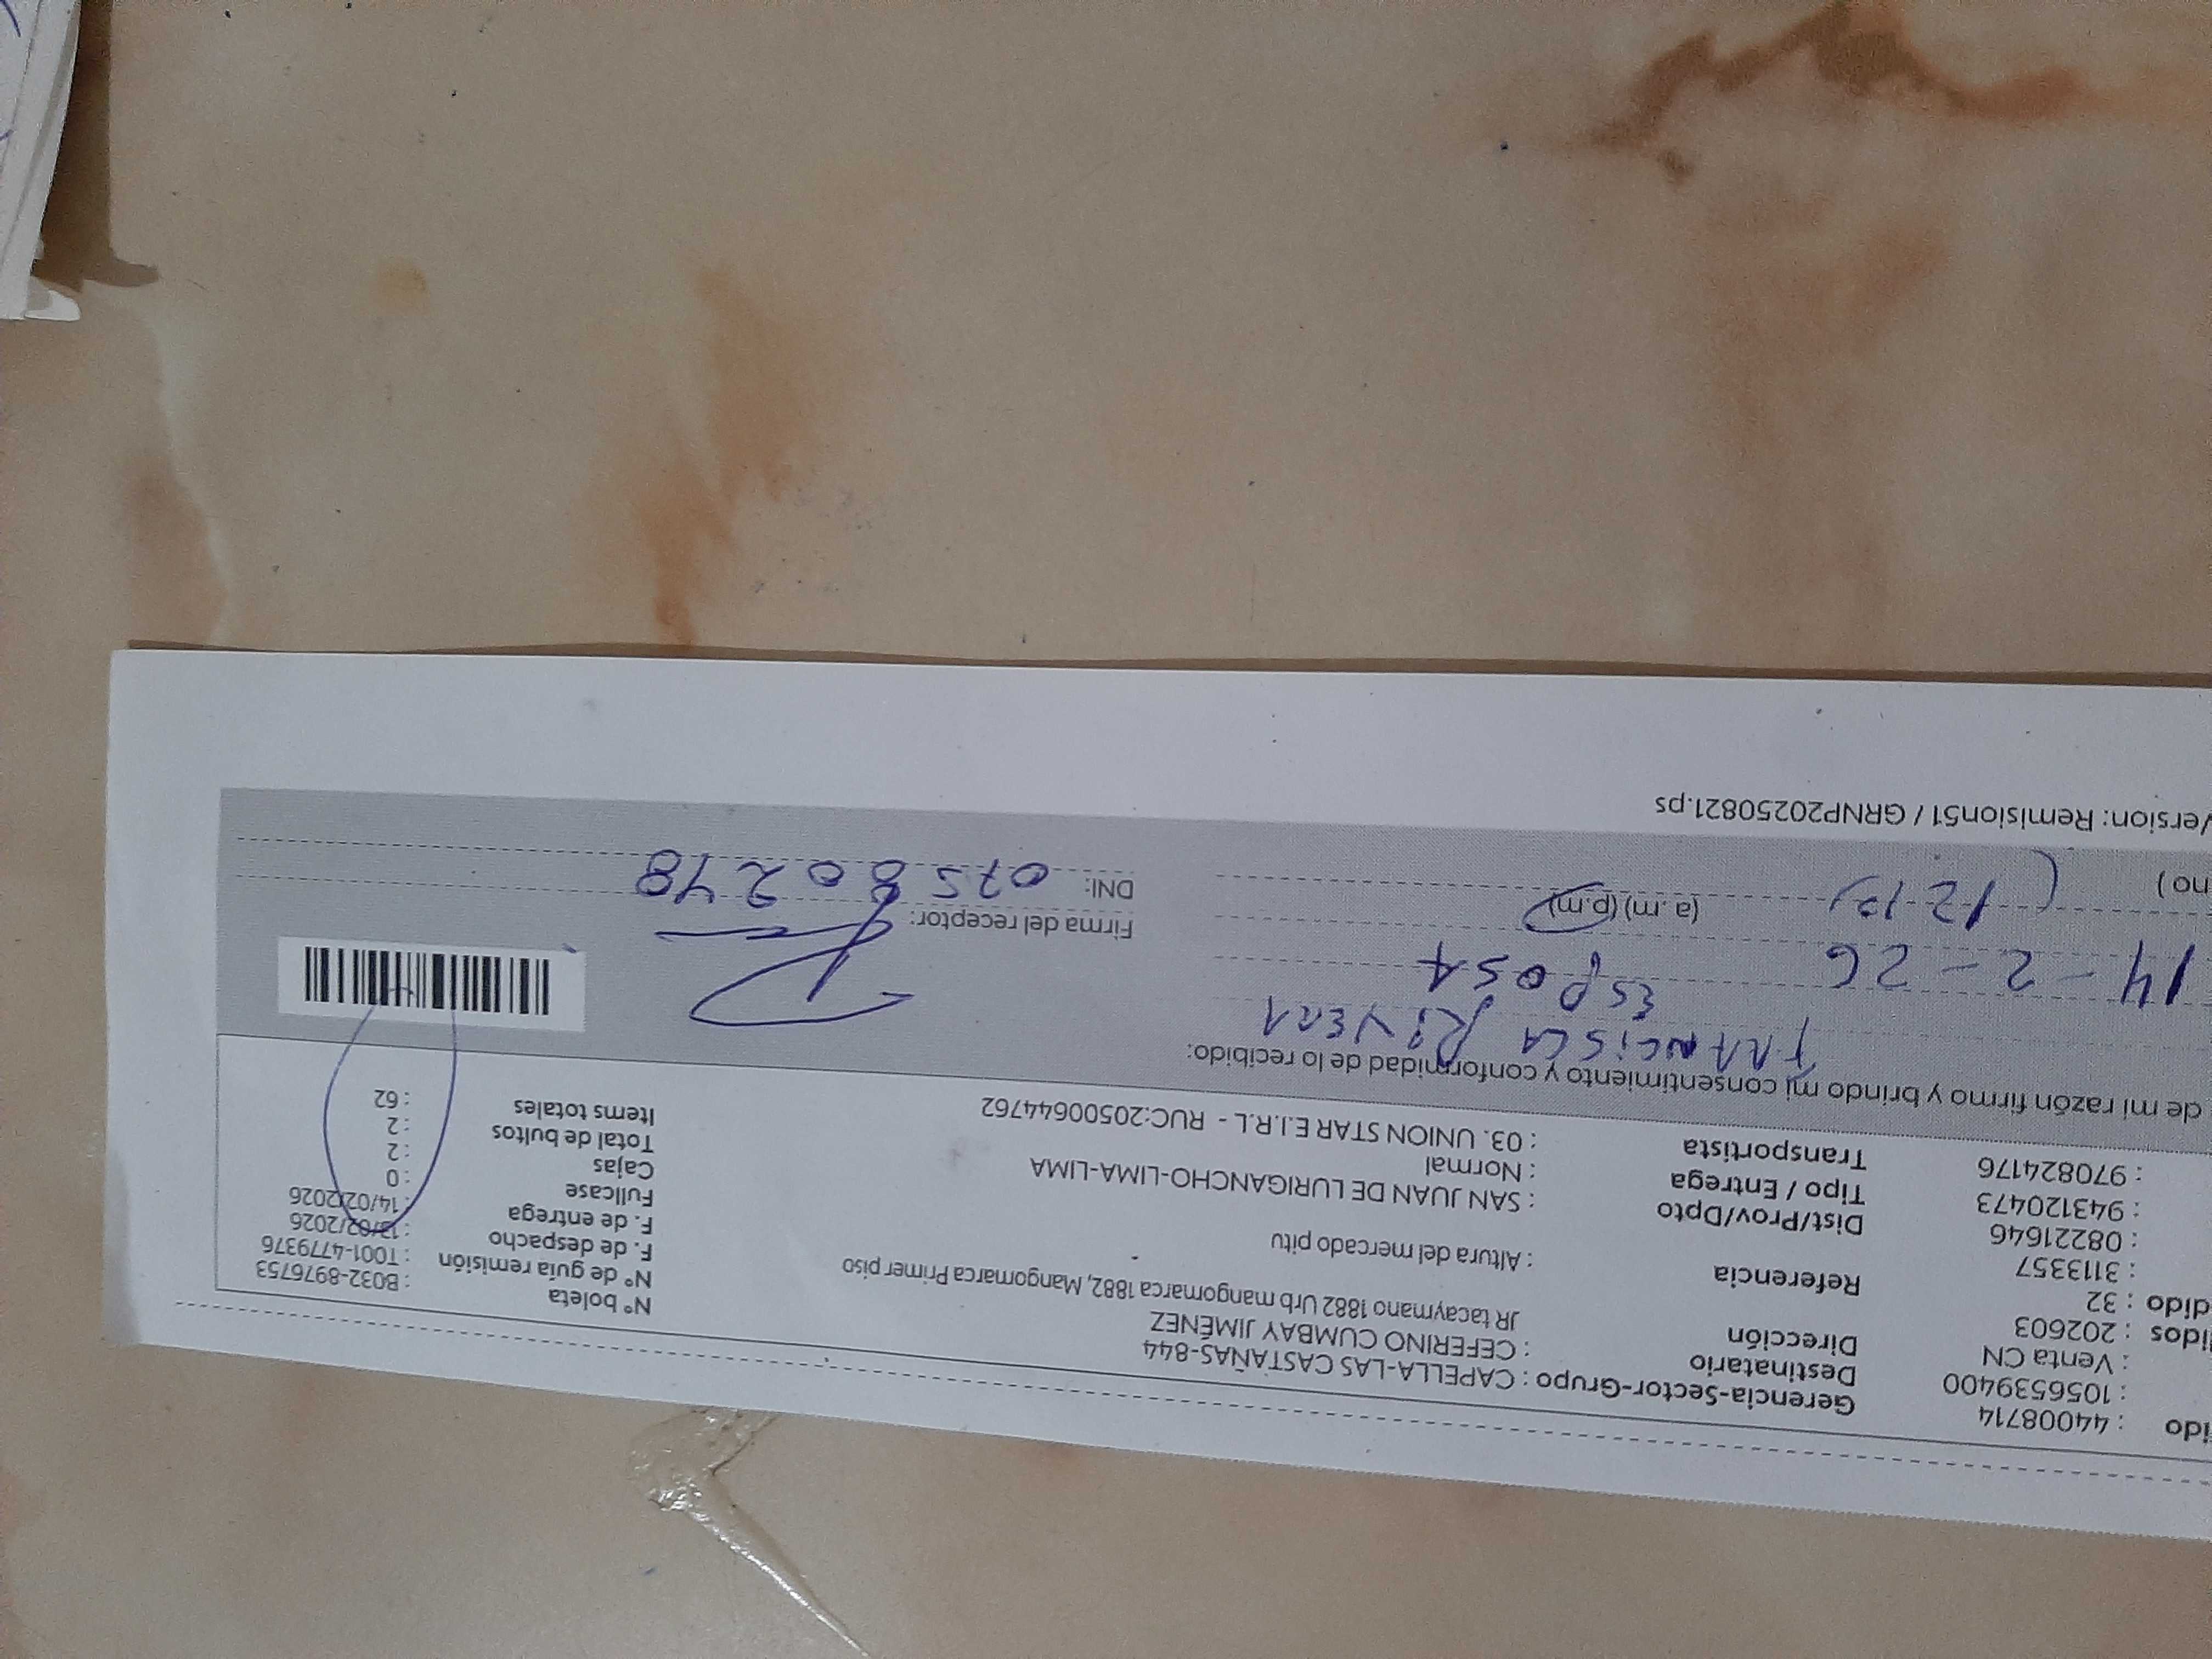 ido : 44008714
: 1056539400
: Venta CN
idos : 202603
dido : 32
: 3113357
: 08221646
: 943120473
: 970824176
Gerencia-Sector-Grupo : CAPELLA-LAS CASTAÑAS-844
Destinatario : CEFERINO CUMBAY JIMÉNEZ
Dirección JR tacaymano 1882 Urb mangomarca 1882, Mangomarca Primer piso
Referencia : Altura del mercado pitu
Dist/Prov/Dpto : SAN JUAN DE LURIGANCHO-LIMA-LIMA
Tipo / Entrega : Normal
Transportista : 03. UNION STAR E.I.R.L - RUC:20500644762
N° boleta : B032-8976753
N° de guía remisión : T001-4779376
F. de despacho : 13/02/2026
F. de entrega : 14/02/2026
Fullcase : 0
Cajas : 2
Total de bultos : 2
Items totales : 62
de mi razón firmo y brindo mi consentimiento y conformidad de lo recibido:
FRANCISCA RiVERA
ESPOSA
14-2-26
no) (a.m) (p.m)
Firma del receptor:
DNI: 07580248
Version: Remision51 / GRNP20250821.ps